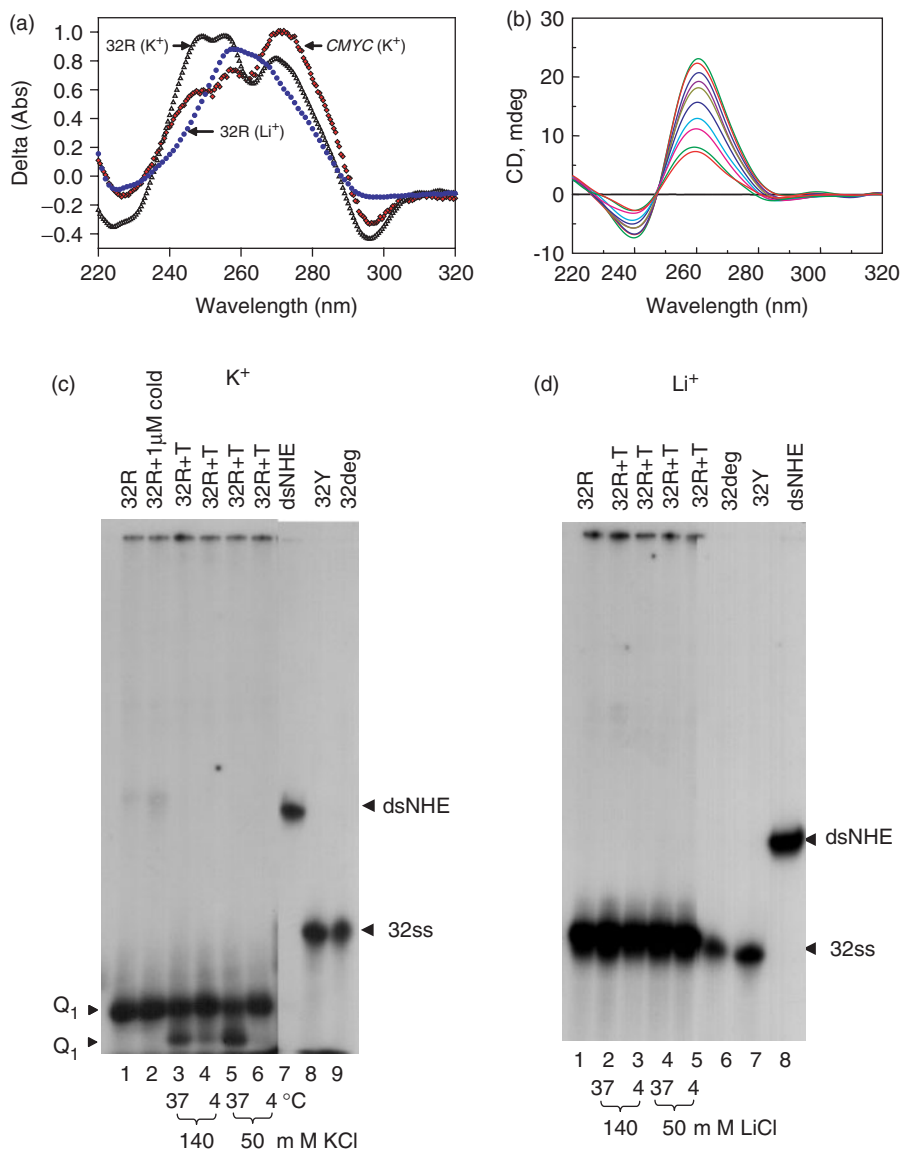 (a)
32R (K+)
CMYC (K+)
32R (Li+)
1.0
0.8
0.6
0.4
0.2
0.0
−0.2
−0.4
Delta (Abs)
220 240 260 280 300 320
Wavelength (nm)
(b)
30
20
10
0
-10
CD, mdeg
220 240 260 280 300 320
Wavelength (nm)
(c)
K+
32R
32R+1μM cold
32R+T
32R+T
32R+T
32R+T
dsNHE
32Y
32deg
dsNHE
32ss
Q1
Q1
1 2 3 4 5 6 7 8 9
37 4 37 4 °C
140 50 m M KCl
(d)
Li+
32R
32R+T
32R+T
32R+T
32R+T
32deg
32Y
dsNHE
dsNHE
32ss
1 2 3 4 5 6 7 8
37 4 37 4
140 50 m M LiCl